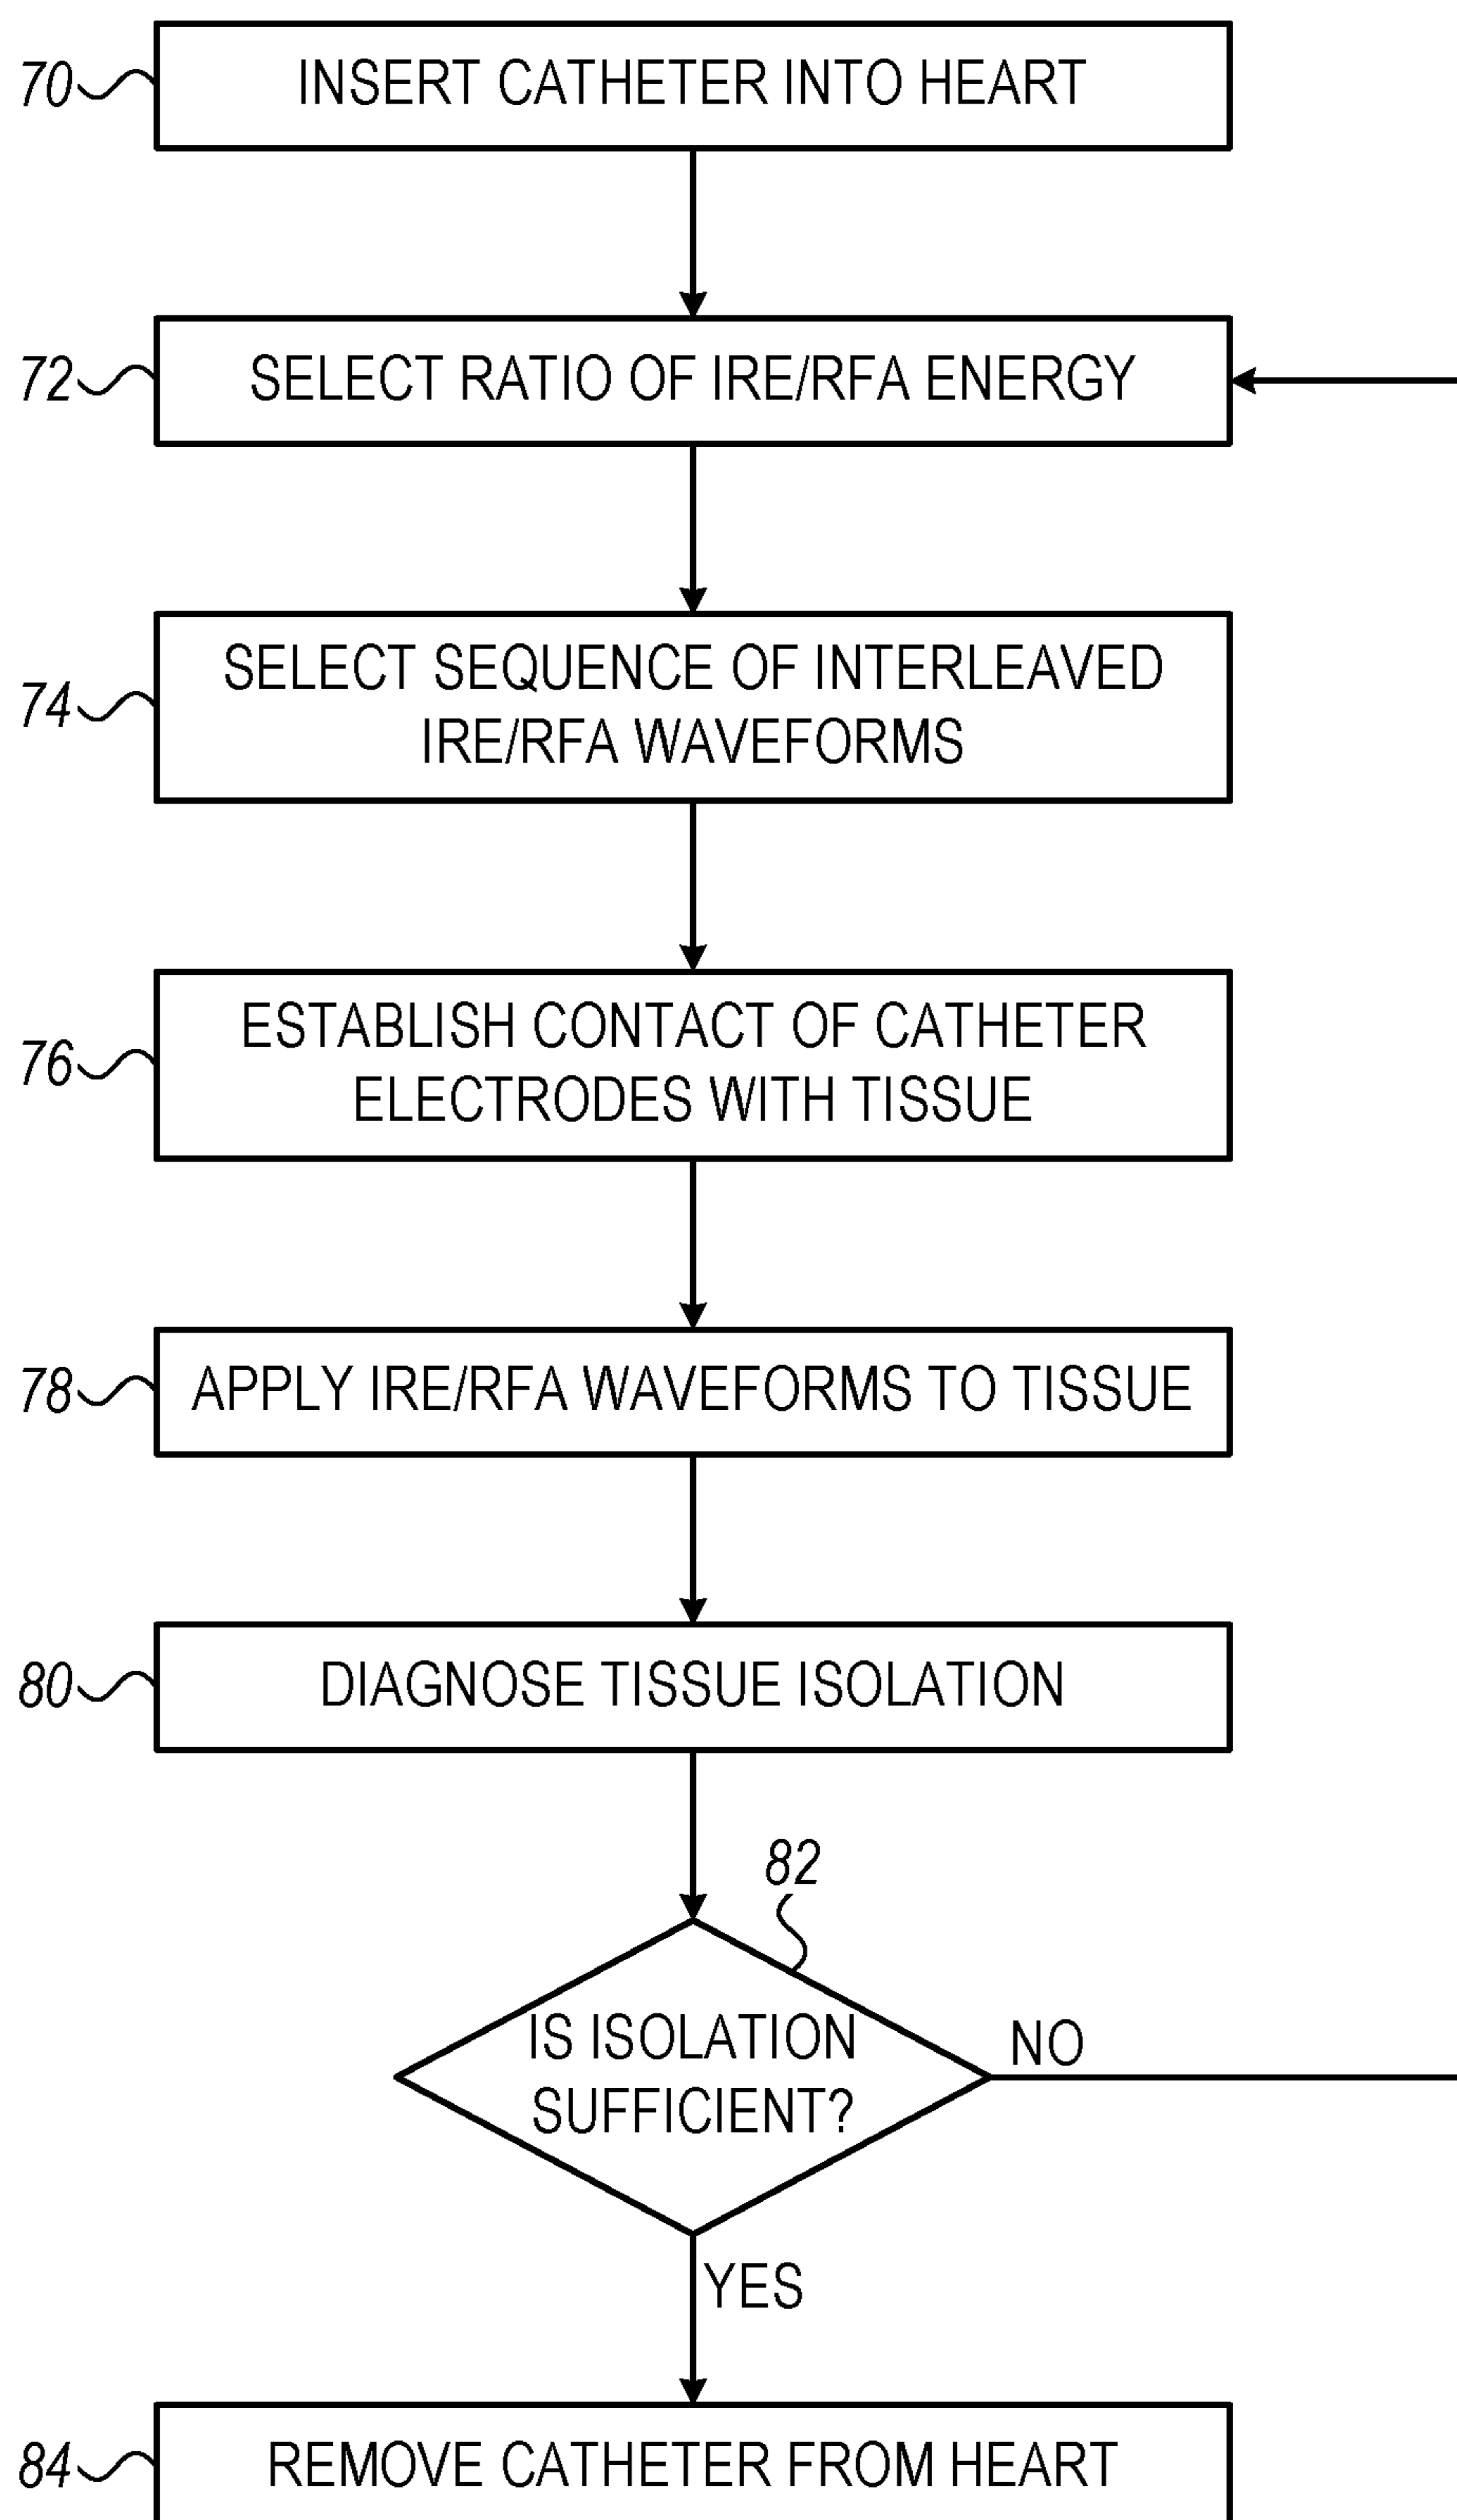 70 INSERT CATHETER INTO HEART
72 SELECT RATIO OF IRE/RFA ENERGY
SELECT SEQUENCE OF INTERLEAVED
74
IRE/RFA WAVEFORMS
ESTABLISH CONTACT OF CATHETER
76
ELECTRODES WITH TISSUE
78 APPLY IRE/RFA WAVEFORMS TO TISSUE
80 DIAGNOSE TISSUE ISOLATION
82
IS ISOLATION
SUFFICIENT?
NO
YES
84 REMOVE CATHETER FROM HEART